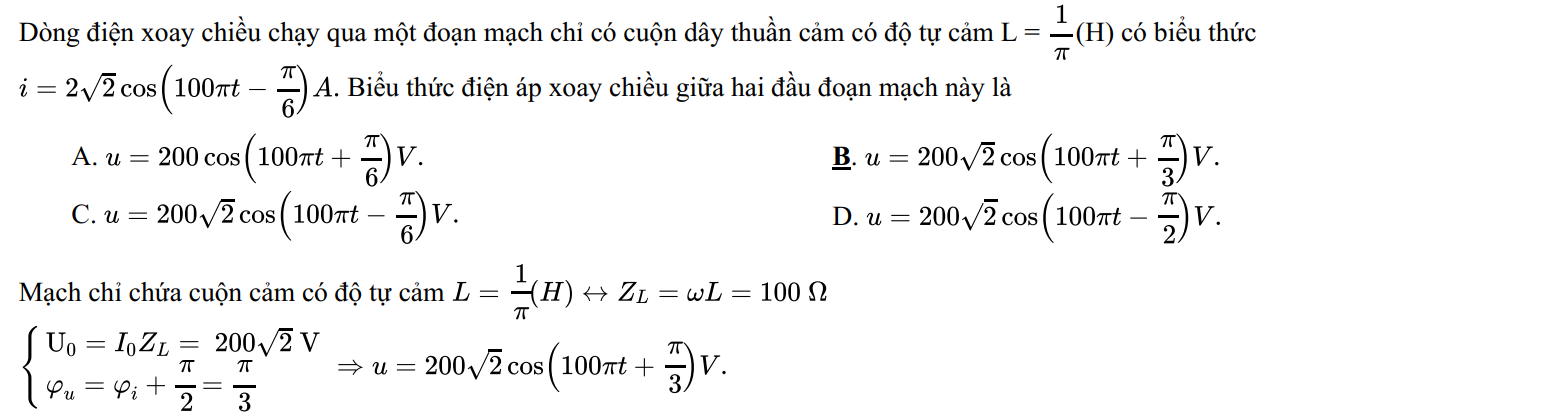 Dòng điện xoay chiều chạy qua một đoạn mạch chỉ có cuộn dây thuần cảm có độ tự cảm L = $\frac{1}{\pi}$(H) có biểu thức
$i = 2\sqrt{2}\cos\left(100\pi t - \frac{\pi}{6}\right)A$. Biểu thức điện áp xoay chiều giữa hai đầu đoạn mạch này là
A. $u = 200\cos\left(100\pi t + \frac{\pi}{6}\right)V.$ B. $u = 200\sqrt{2}\cos\left(100\pi t + \frac{\pi}{3}\right)V.$
C. $u = 200\sqrt{2}\cos\left(100\pi t - \frac{\pi}{6}\right)V.$ D. $u = 200\sqrt{2}\cos\left(100\pi t - \frac{\pi}{2}\right)V.$
Mạch chỉ chứa cuộn cảm có độ tự cảm $L = \frac{1}{\pi}(H) \leftrightarrow Z_L = \omega L = 100\ \Omega$
$\begin{cases} \mathrm{U}_0 = I_0 Z_L = 200\sqrt{2}\ \mathrm{V} \\ \varphi_u = \varphi_i + \frac{\pi}{2} = \frac{\pi}{3} \end{cases} \Rightarrow u = 200\sqrt{2}\cos\left(100\pi t + \frac{\pi}{3}\right)V.$